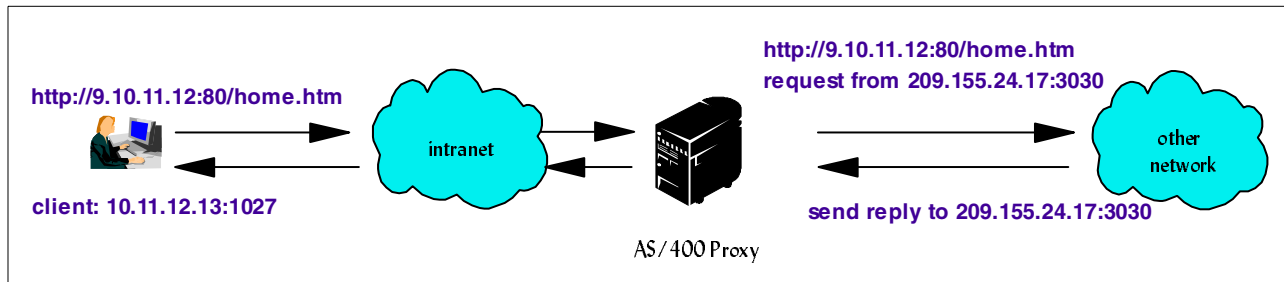 http://9.10.11.12:80/home.htm
client: 10.11.12.13:1027
intranet
AS/400 Proxy
http://9.10.11.12:80/home.htm
request from 209.155.24.17:3030
send reply to 209.155.24.17:3030
other
network